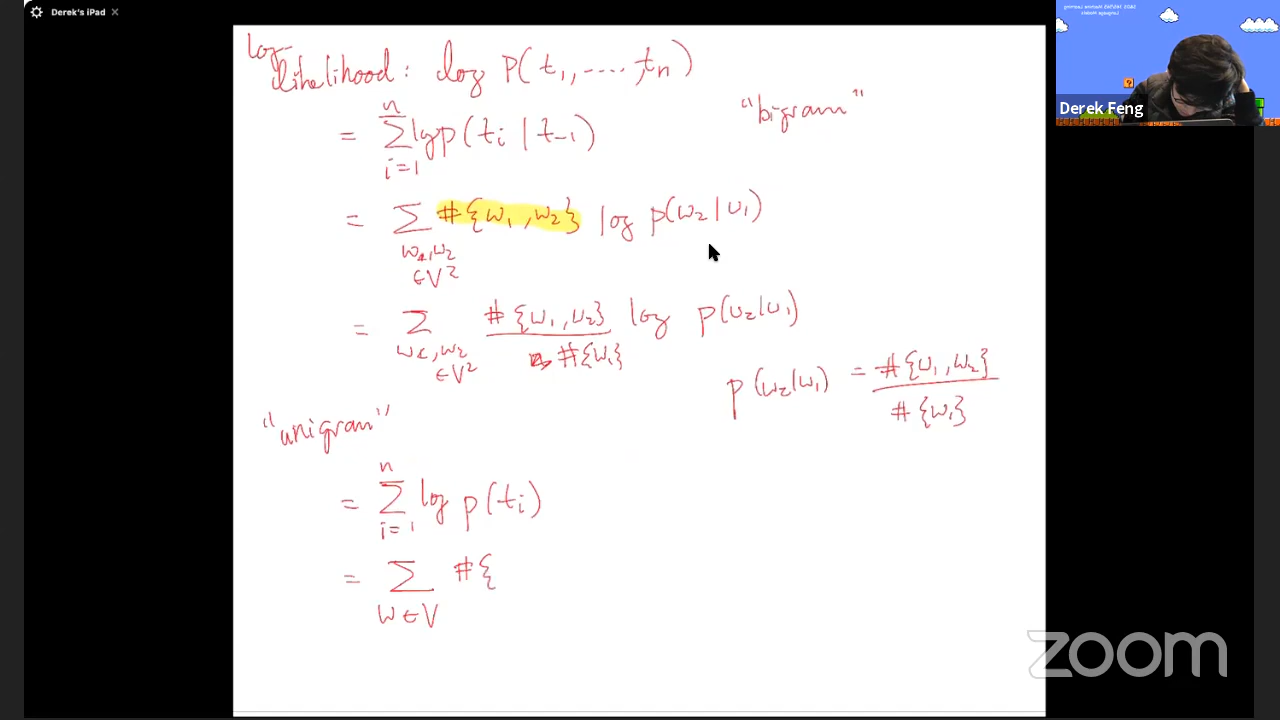 Derek's iPad
log-
likelihood: log p(t₁, ...., tₙ)
"bigram"
= n ∑ i=1 log p(tᵢ | t-1)
= ∑ w₁,w₂ ∈V² #{w₁,w₂} log p(w₂|w₁)
= ∑ w₁,w₂ ∈V² #{w₁,w₂} / #{w₁} log p(w₂|w₁)
p(w₂|w₁) = #{w₁,w₂} / #{w₁}
"unigram"
= n ∑ i=1 log p(tᵢ)
= ∑ w∈V #{
Derek Feng
zoom